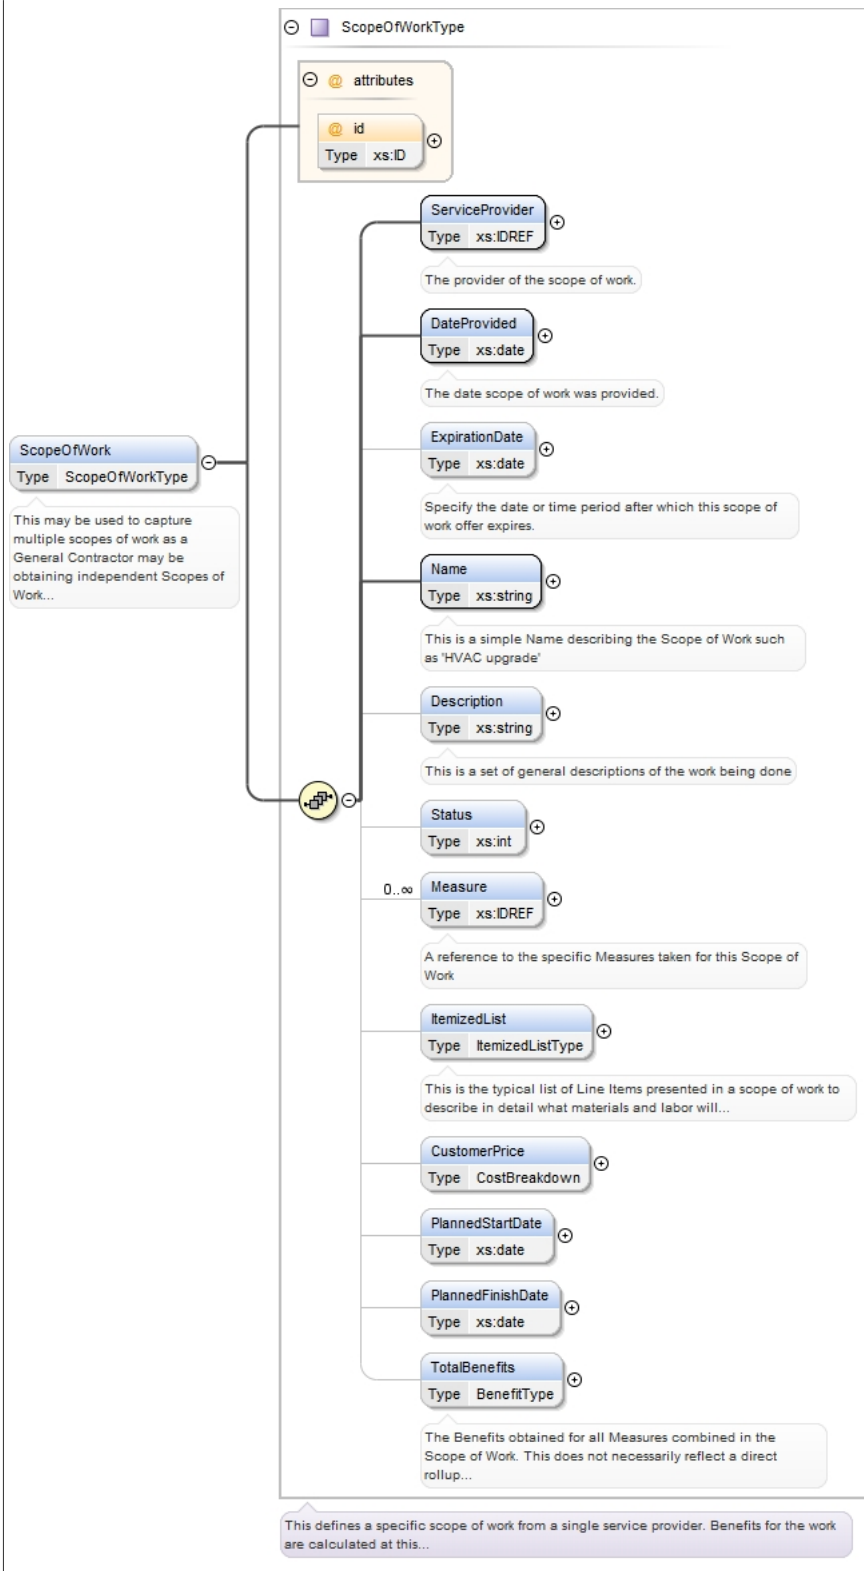 ScopeOfWorkType
@ attributes
@ id
Type xs:ID
ServiceProvider
Type xs:IDREF
The provider of the scope of work.
DateProvided
Type xs:date
The date scope of work was provided.
ExpirationDate
Type xs:date
Specify the date or time period after which this scope of
work offer expires.
ScopeOfWork
Type ScopeOfWorkType
This may be used to capture
multiple scopes of work as a
General Contractor may be
obtaining independent Scopes of
Work...
Name
Type xs:string
This is a simple Name describing the Scope of Work such
as 'HVAC upgrade'
Description
Type xs:string
This is a set of general descriptions of the work being done
Status
Type xs:int
0..∞
Measure
Type xs:IDREF
A reference to the specific Measures taken for this Scope of
Work
ItemizedList
Type ItemizedListType
This is the typical list of Line Items presented in a scope of work to
describe in detail what materials and labor will...
CustomerPrice
Type CostBreakdown
PlannedStartDate
Type xs:date
PlannedFinishDate
Type xs:date
TotalBenefits
Type BenefitType
The Benefits obtained for all Measures combined in the
Scope of Work. This does not necessarily reflect a direct
rollup...
This defines a specific scope of work from a single service provider. Benefits for the work
are calculated at this...